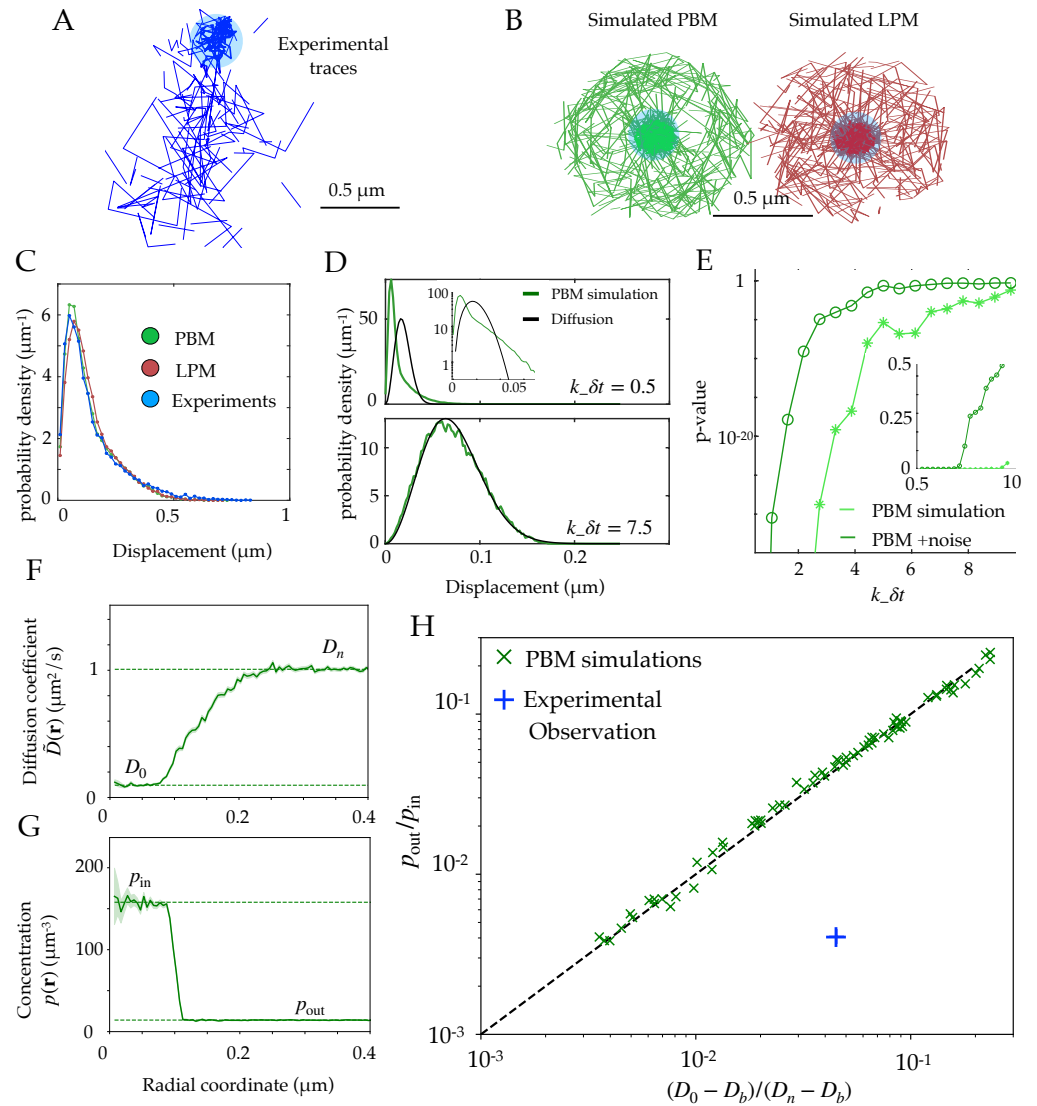 A
Experimental
traces
0.5 µm
B
Simulated PBM
Simulated LPM
0.5 µm
C
probability density (µm⁻¹)
6
4
2
0
0
0.5
1
Displacement (µm)
PBM
LPM
Experiments
D
probability density (µm⁻¹)
50
0
100
10
1
0
0.05
PBM simulation
Diffusion
k_δt = 0.5
10
5
0
0
0.1
0.2
k_δt = 7.5
Displacement (µm)
E
p-value
1
10⁻²⁰
2
4
6
8
k_δt
0.5
0.25
0
0.5
10
PBM simulation
PBM +noise
F
Diffusion coefficient
D̃(r) (µm²/s)
1
0
D₀
Dₙ
0
0.2
0.4
G
Concentration
p(r) (µm⁻³)
200
100
0
p_in
p_out
0
0.2
0.4
Radial coordinate (µm)
H
PBM simulations
Experimental
Observation
p_out/p_in
10⁻¹
10⁻²
10⁻³
10⁻³
10⁻²
10⁻¹
(D₀ − D_b)/(Dₙ − D_b)